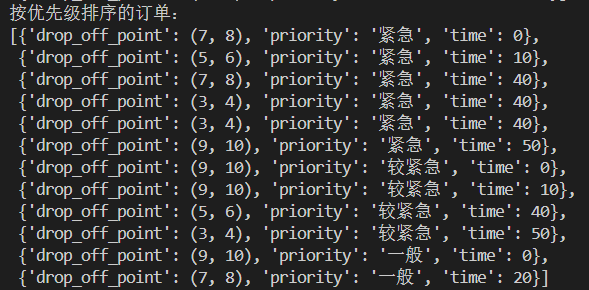 按优先级排序的订单：
[{'drop_off_point': (7, 8), 'priority': '紧急', 'time': 0},
{'drop_off_point': (5, 6), 'priority': '紧急', 'time': 10},
{'drop_off_point': (7, 8), 'priority': '紧急', 'time': 40},
{'drop_off_point': (3, 4), 'priority': '紧急', 'time': 40},
{'drop_off_point': (3, 4), 'priority': '紧急', 'time': 40},
{'drop_off_point': (9, 10), 'priority': '紧急', 'time': 50},
{'drop_off_point': (9, 10), 'priority': '较紧急', 'time': 0},
{'drop_off_point': (9, 10), 'priority': '较紧急', 'time': 10},
{'drop_off_point': (5, 6), 'priority': '较紧急', 'time': 40},
{'drop_off_point': (3, 4), 'priority': '较紧急', 'time': 50},
{'drop_off_point': (9, 10), 'priority': '一般', 'time': 0},
{'drop_off_point': (7, 8), 'priority': '一般', 'time': 20}]